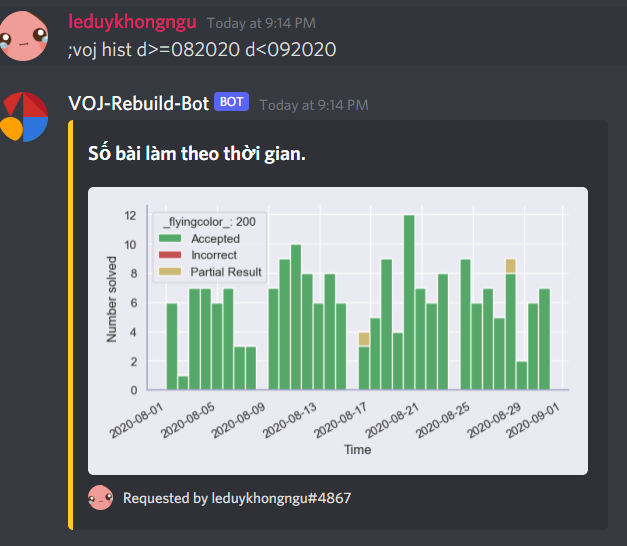 leduykhongngu Today at 9:14 PM
;voj hist d>=082020 d<092020
VOJ-Rebuild-Bot BOT Today at 9:14 PM
Số bài làm theo thời gian.
_flyingcolor_: 200
Accepted
Incorrect
Partial Result
Number solved
12
10
8
6
4
2
0
2020-08-01
2020-08-05
2020-08-09
2020-08-13
2020-08-17
2020-08-21
2020-08-25
2020-08-29
2020-09-01
Time
Requested by leduykhongngu#4867